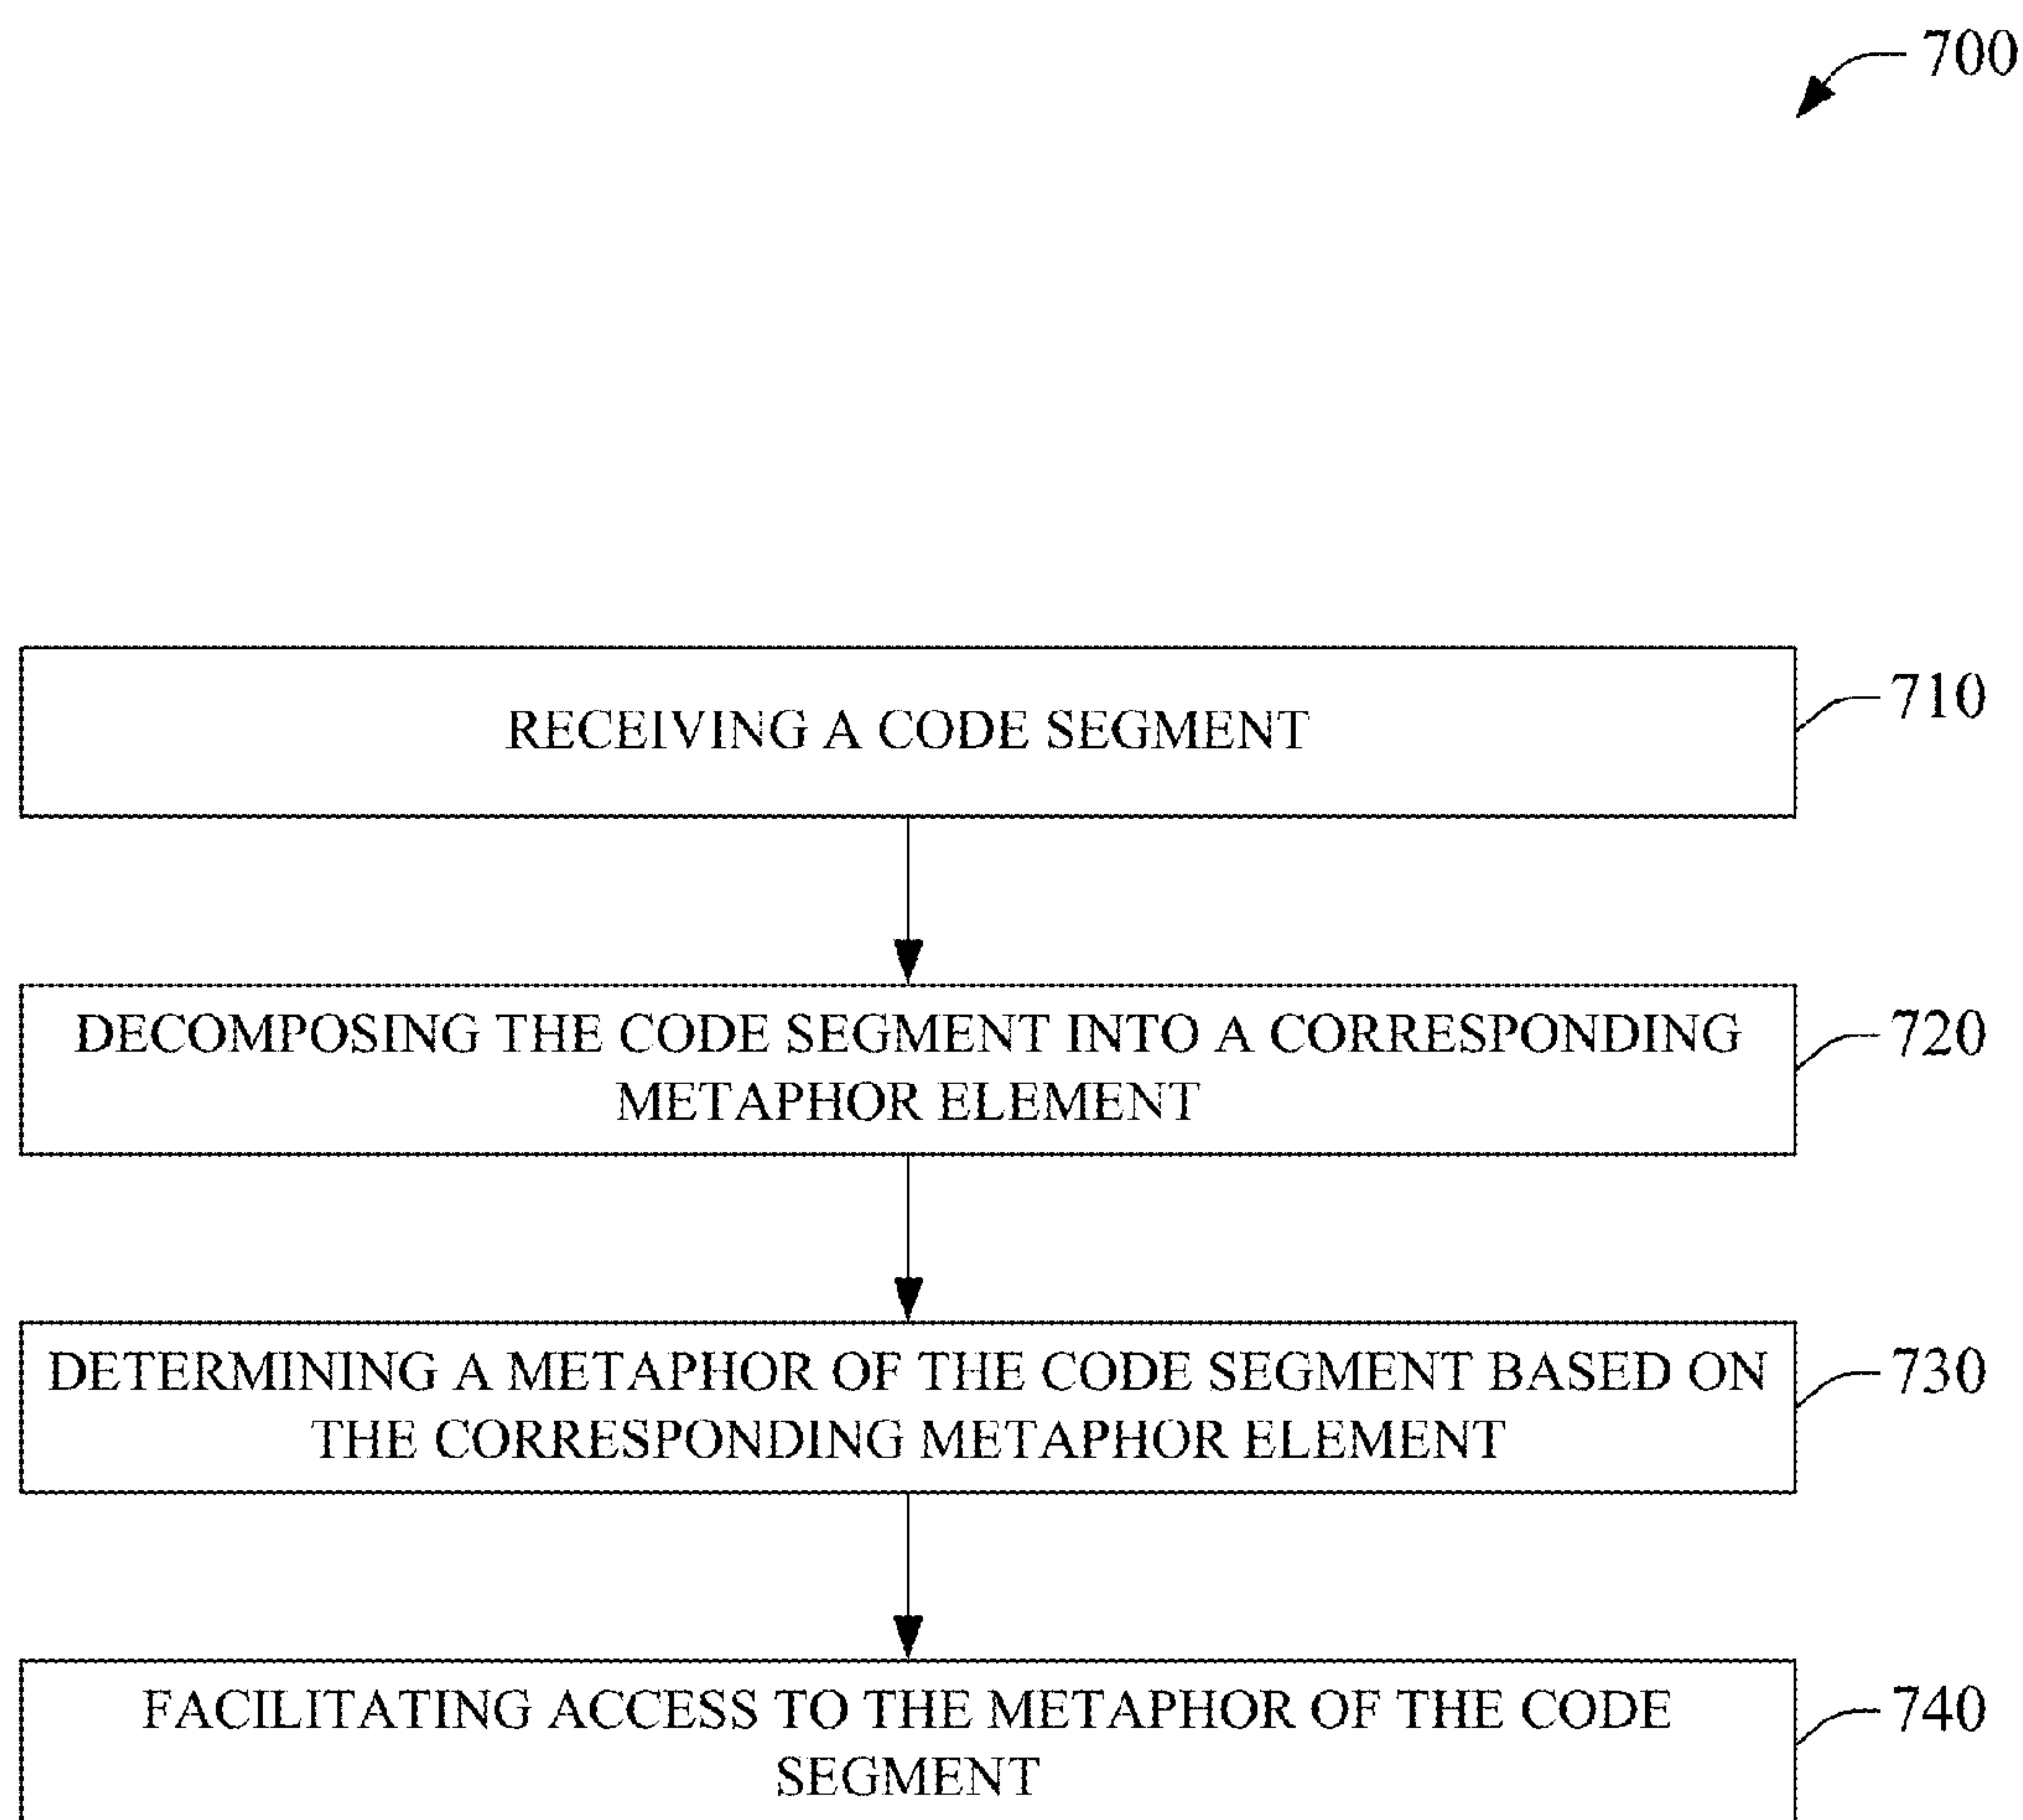 700
RECEIVING A CODE SEGMENT
710
DECOMPOSING THE CODE SEGMENT INTO A CORRESPONDING
METAPHOR ELEMENT
720
DETERMINING A METAPHOR OF THE CODE SEGMENT BASED ON
THE CORRESPONDING METAPHOR ELEMENT
730
FACILITATING ACCESS TO THE METAPHOR OF THE CODE
SEGMENT
740